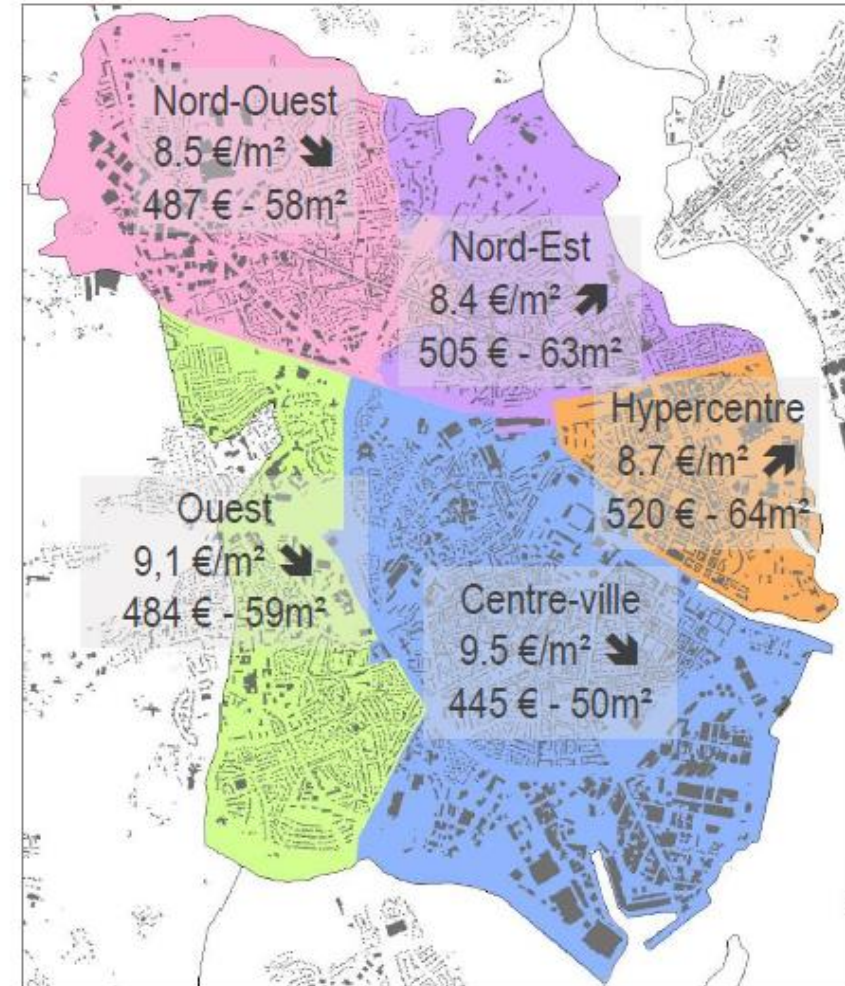 Nord-Ouest
8.5 €/m² 🡮
487 € - 58m²
Nord-Est
8.4 €/m² 🡭
505 € - 63m²
Hypercentre
8.7 €/m² 🡭
520 € - 64m²
Ouest
9,1 €/m² 🡮
484 € - 59m²
Centre-ville
9.5 €/m² 🡮
445 € - 50m²